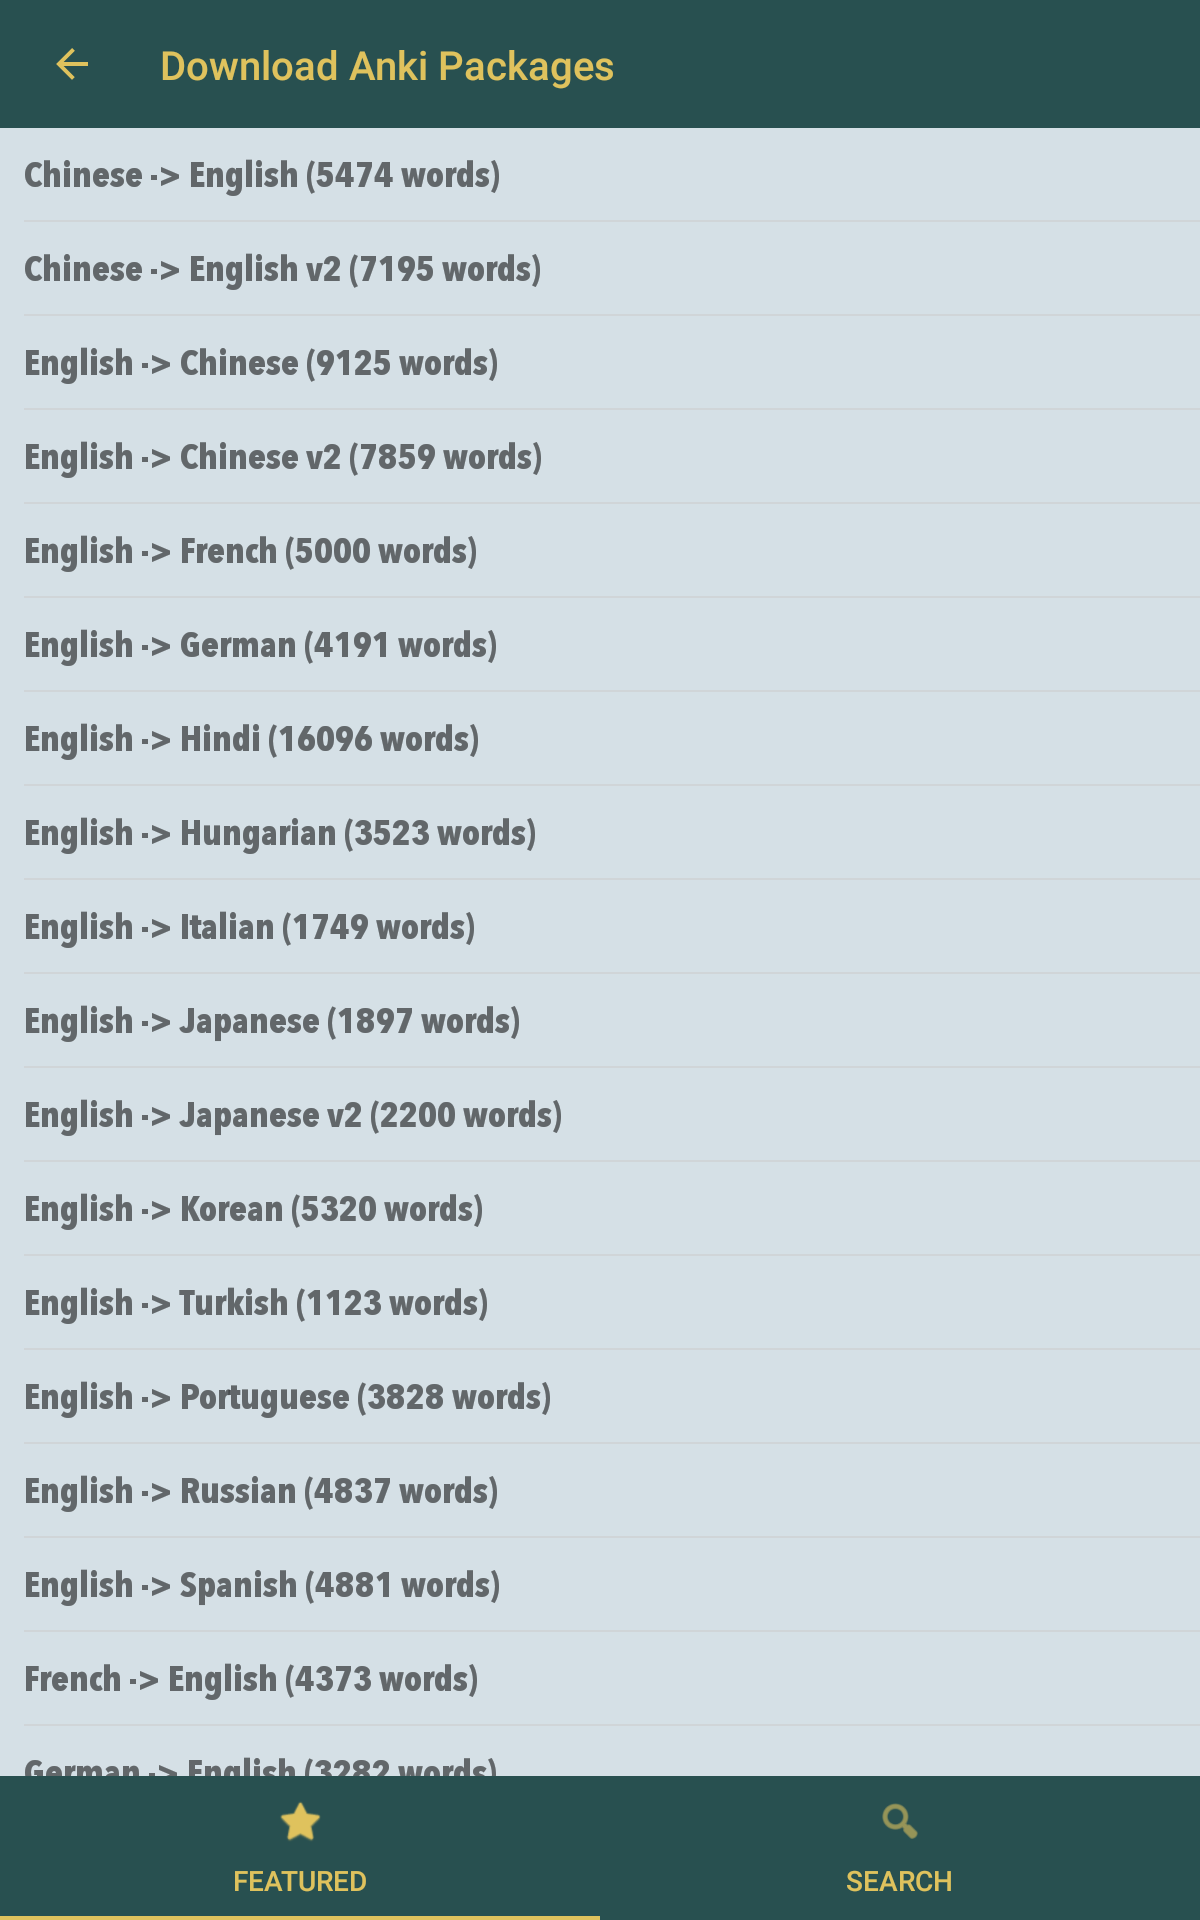 Download Anki Packages
Chinese -> English (5474 words)
Chinese -> English v2 (7195 words)
English -> Chinese (9125 words)
English -> Chinese v2 (7859 words)
English -> French (5000 words)
English -> German (4191 words)
English -> Hindi (16096 words)
English -> Hungarian (3523 words)
English -> Italian (1749 words)
English -> Japanese (1897 words)
English -> Japanese v2 (2200 words)
English -> Korean (5320 words)
English -> Turkish (1123 words)
English -> Portuguese (3828 words)
English -> Russian (4837 words)
English -> Spanish (4881 words)
French -> English (4373 words)
German -> English (3282 words)
FEATURED
SEARCH